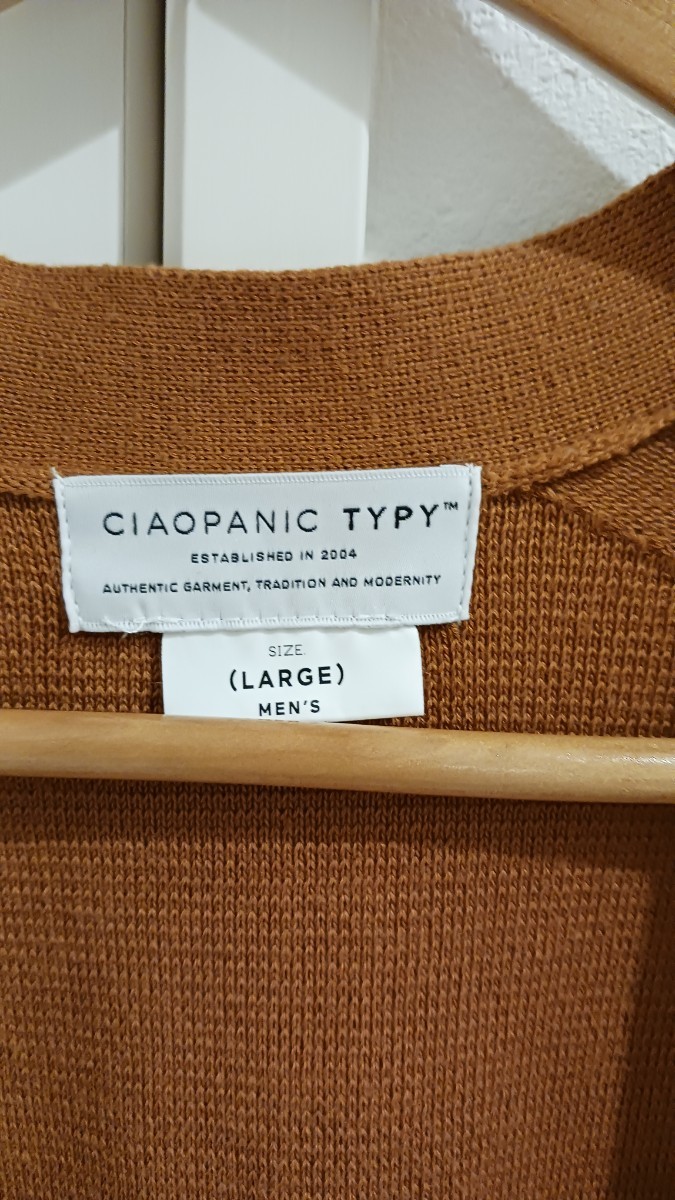 CIAOPANIC TYPY™
ESTABLISHED IN 2004
AUTHENTIC GARMENT, TRADITION AND MODERNITY
SIZE.
(LARGE)
MEN'S